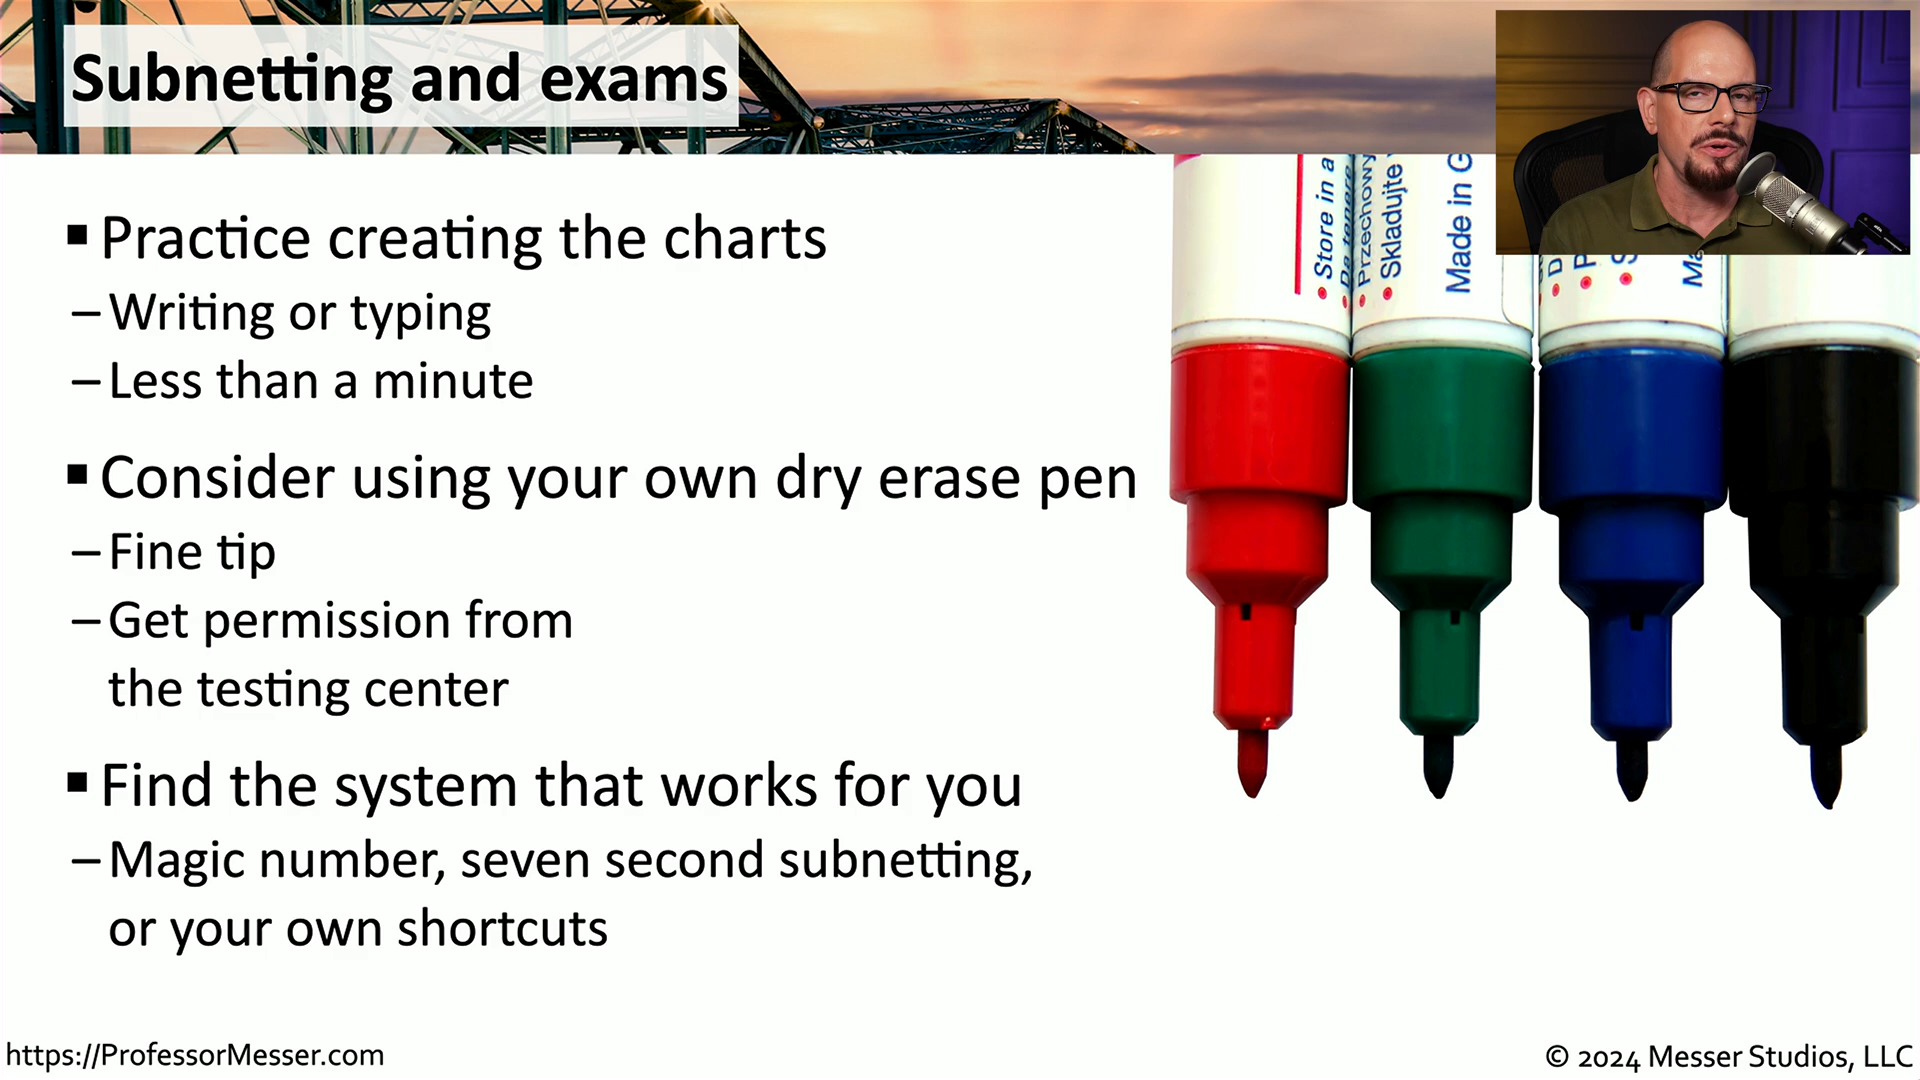 Subnetting and exams
▪ Practice creating the charts
– Writing or typing
– Less than a minute
▪ Consider using your own dry erase pen
– Fine tip
– Get permission from
the testing center
▪ Find the system that works for you
– Magic number, seven second subnetting,
or your own shortcuts
Store in a
Przechowy
Skladujte
Made in G
https://ProfessorMesser.com
© 2024 Messer Studios, LLC